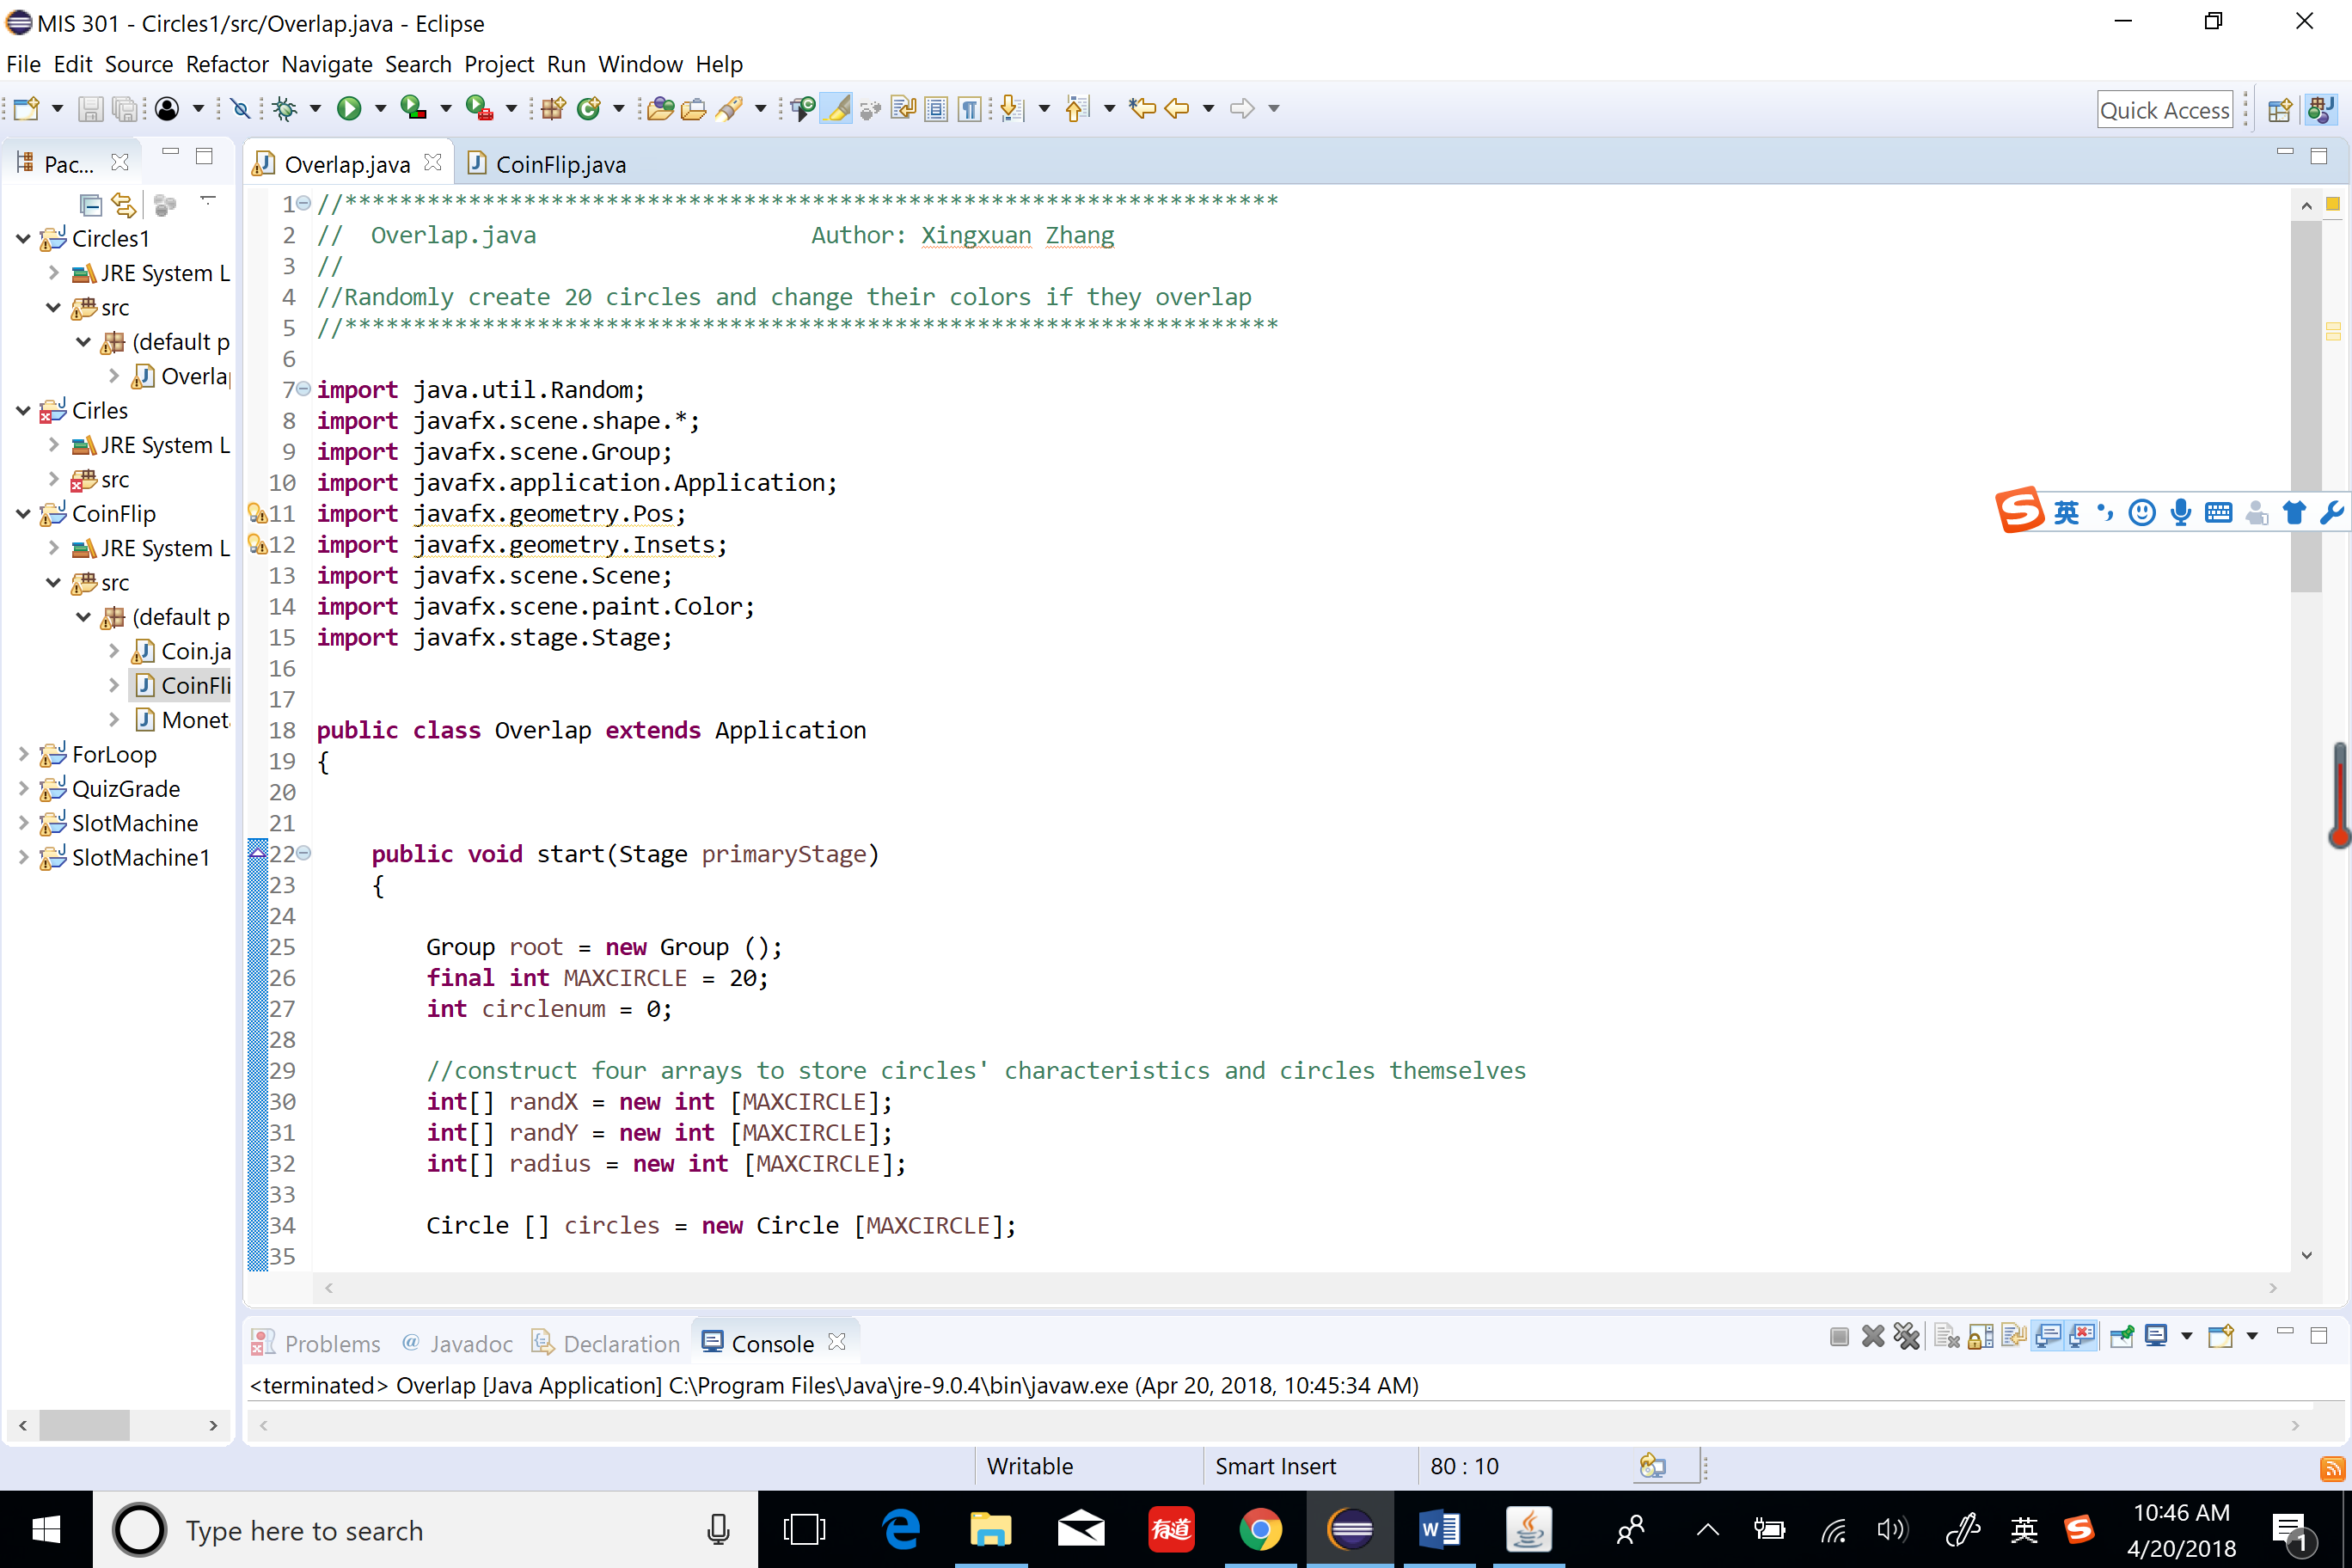 MIS 301 - Circles1/src/Overlap.java - Eclipse
File Edit Source Refactor Navigate Search Project Run Window Help
Quick Access
Pac...
Overlap.java
CoinFlip.java
Circles1
JRE System L
src
(default p
Overla
Cirles
JRE System L
src
CoinFlip
JRE System L
src
(default p
Coin.ja
CoinFli
Monet
ForLoop
QuizGrade
SlotMachine
SlotMachine1
1 //********************************************************************
2 //  Overlap.java                    Author: Xingxuan Zhang
3 //
4 //Randomly create 20 circles and change their colors if they overlap
5 //********************************************************************
6
7 import java.util.Random;
8 import javafx.scene.shape.*;
9 import javafx.scene.Group;
10 import javafx.application.Application;
11 import javafx.geometry.Pos;
12 import javafx.geometry.Insets;
13 import javafx.scene.Scene;
14 import javafx.scene.paint.Color;
15 import javafx.stage.Stage;
16
17
18 public class Overlap extends Application
19 {
20
21
22     public void start(Stage primaryStage)
23     {
24
25         Group root = new Group ();
26         final int MAXCIRCLE = 20;
27         int circlenum = 0;
28
29         //construct four arrays to store circles' characteristics and circles themselves
30         int[] randX = new int [MAXCIRCLE];
31         int[] randY = new int [MAXCIRCLE];
32         int[] radius = new int [MAXCIRCLE];
33
34         Circle [] circles = new Circle [MAXCIRCLE];
35
英
Problems @ Javadoc Declaration Console
<terminated> Overlap [Java Application] C:\Program Files\Java\jre-9.0.4\bin\javaw.exe (Apr 20, 2018, 10:45:34 AM)
Writable Smart Insert 80 : 10
Type here to search
有道
英
10:46 AM
4/20/2018
1